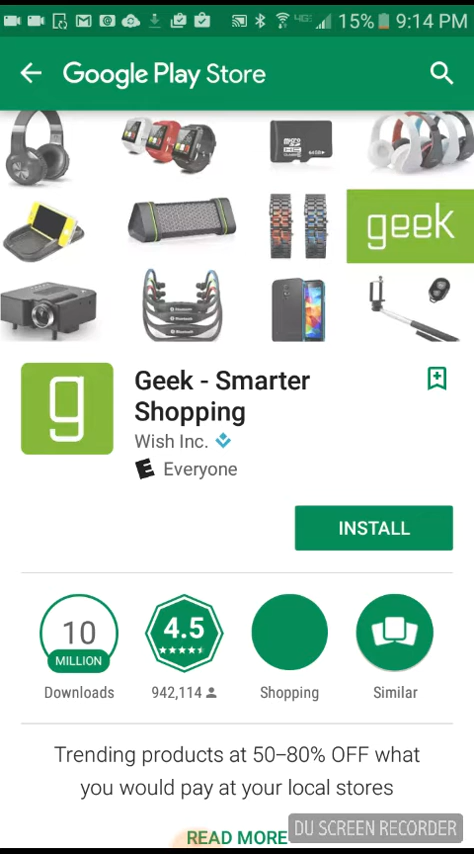 15% 9:14 PM
Google Play Store
geek
g
Geek - Smarter
Shopping
Wish Inc.
E Everyone
INSTALL
10
MILLION
4.5
Downloads
942,114
Shopping
Similar
Trending products at 50–80% OFF what
you would pay at your local stores
READ MORE
DU SCREEN RECORDER